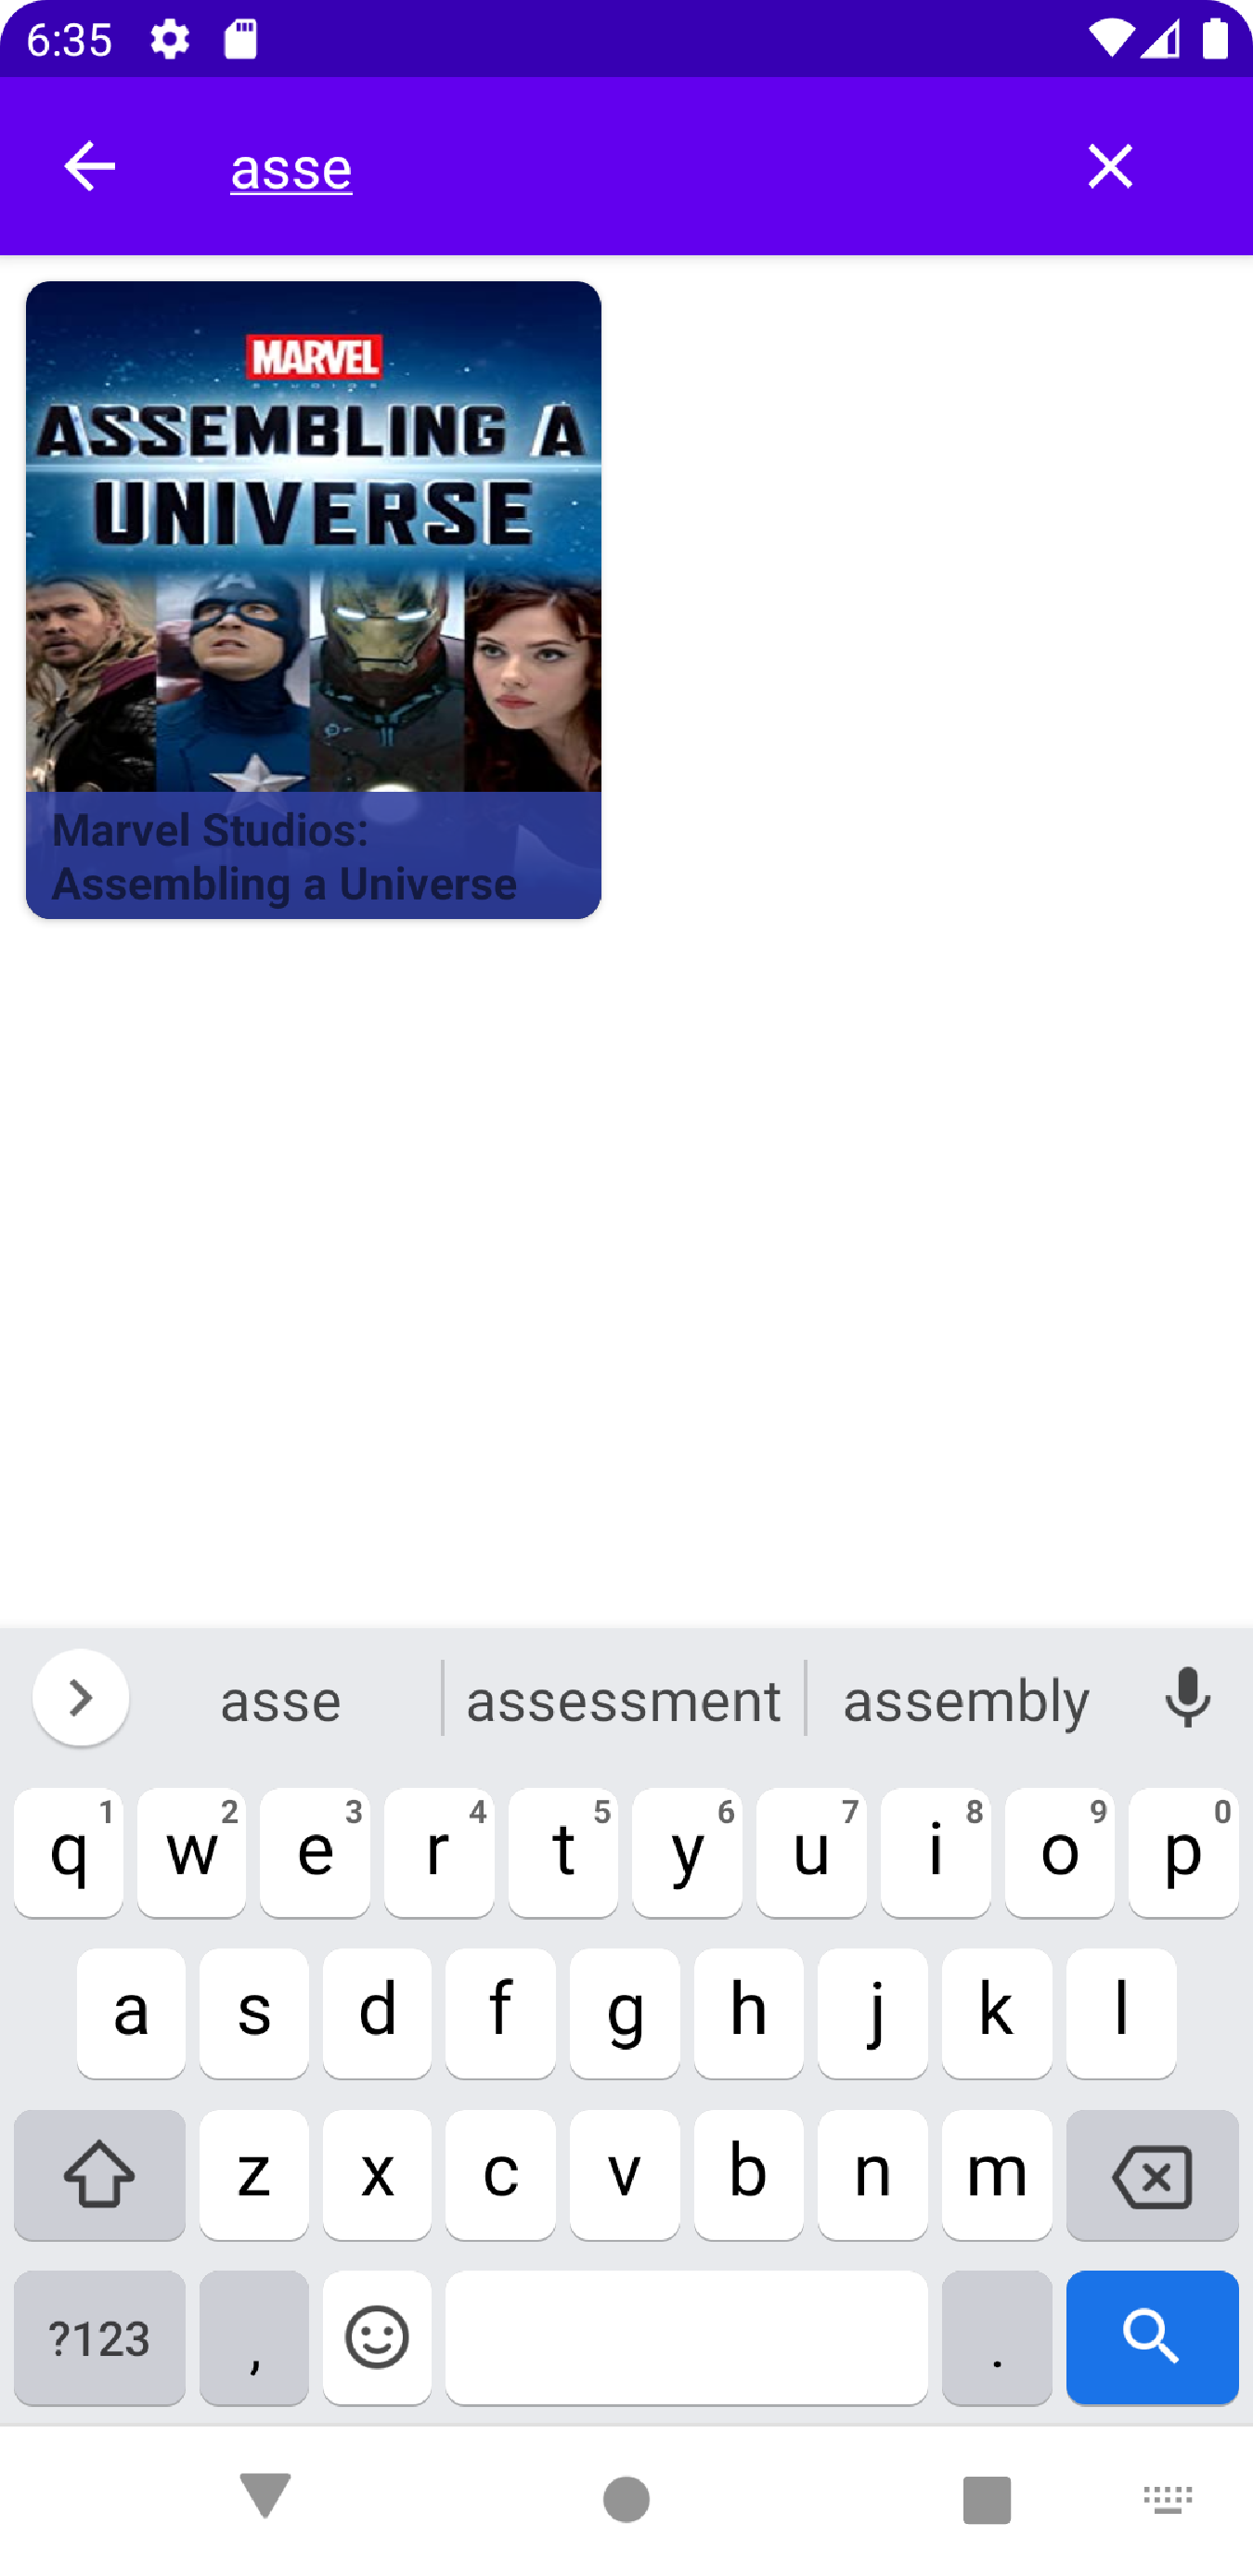 6:35
asse
MARVEL
STUDIOS
ASSEMBLING A
UNIVERSE
Marvel Studios:
Assembling a Universe
asse assessment assembly
1 2 3 4 5 6 7 8 9 0
q w e r t y u i o p
a s d f g h j k l
z x c v b n m
?123 , .